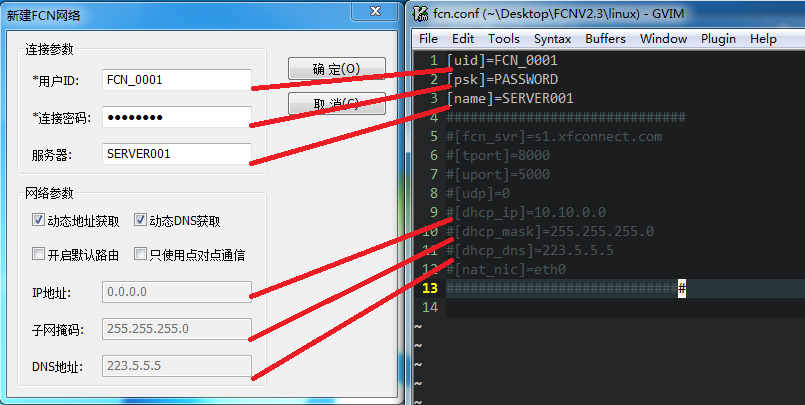 新建FCN网络
连接参数
*用户ID:
FCN_0001
*连接密码:
●●●●●●●●
服务器:
SERVER001
确 定(O)
取 消(C)
网络参数
动态地址获取
动态DNS获取
开启默认路由
只使用点对点通信
IP地址:
0.0.0.0
子网掩码:
255.255.255.0
DNS地址:
223.5.5.5
fcn.conf (~\Desktop\FCNV2.3\linux) - GVIM
File Edit Tools Syntax Buffers Window Plugin Help
1 [uid]=FCN_0001
2 [psk]=PASSWORD
3 [name]=SERVER001
4 ##############################
5 #[fcn_svr]=s1.xfconnect.com
6 #[tport]=8000
7 #[uport]=5000
8 #[udp]=0
9 #[dhcp_ip]=10.10.0.0
10 #[dhcp_mask]=255.255.255.0
11 #[dhcp_dns]=223.5.5.5
12 #[nat_nic]=eth0
13 ##############################
14
~
~
~
~